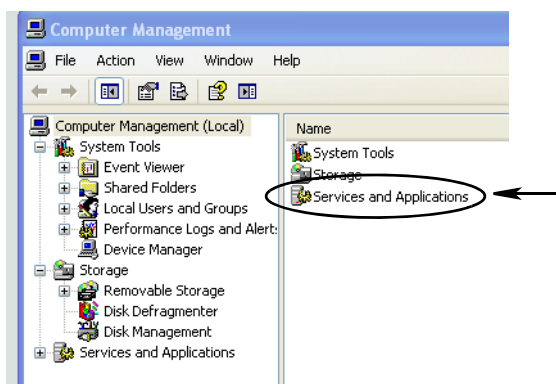 Computer Management
File Action View Window Help
Computer Management (Local)
System Tools
Event Viewer
Shared Folders
Local Users and Groups
Performance Logs and Alert
Device Manager
Storage
Removable Storage
Disk Defragmenter
Disk Management
Services and Applications
Name
System Tools
Storage
Services and Applications